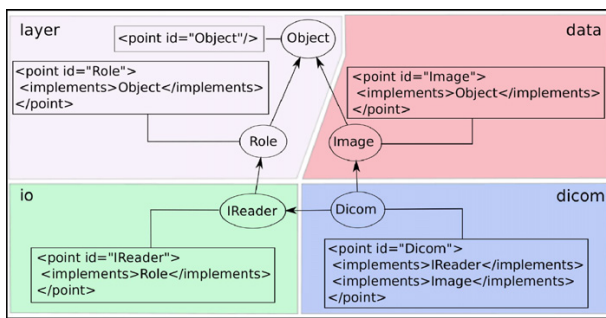 layer
data
<point id="Object"/>
Object
<point id="Role">
<implements>Object</implements>
</point>
<point id="Image">
<implements>Object</implements>
</point>
Role
Image
io
dicom
IReader
Dicom
<point id="IReader">
<implements>Role</implements>
</point>
<point id="Dicom">
<implements>IReader</implements>
<implements>Image</implements>
</point>